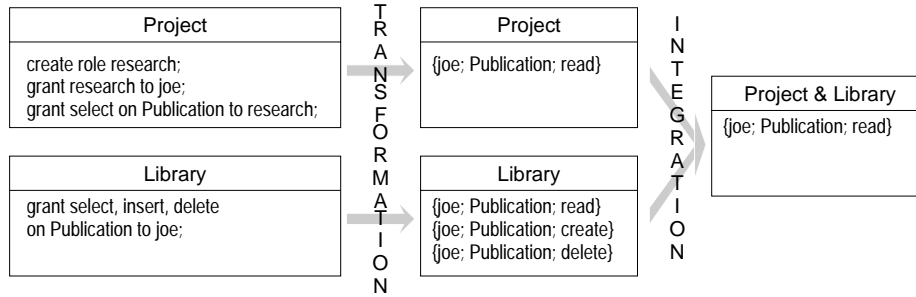 Project
create role research;
grant research to joe;
grant select on Publication to research;
Library
grant select, insert, delete
on Publication to joe;
TRANSFORMATION
Project
{joe; Publication; read}
Library
{joe; Publication; read}
{joe; Publication; create}
{joe; Publication; delete}
INTEGRATION
Project & Library
{joe; Publication; read}